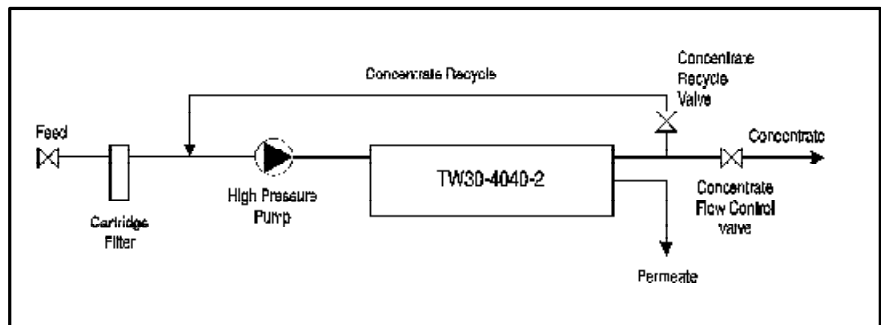 Concentrate
Recycle
Valve
Concentrate Recycle
Feed
Concentrate
TW30-4040-2
High Pressure
Pump
Concentrate
Flow Control
Valve
Cartridge
Filter
Permeate